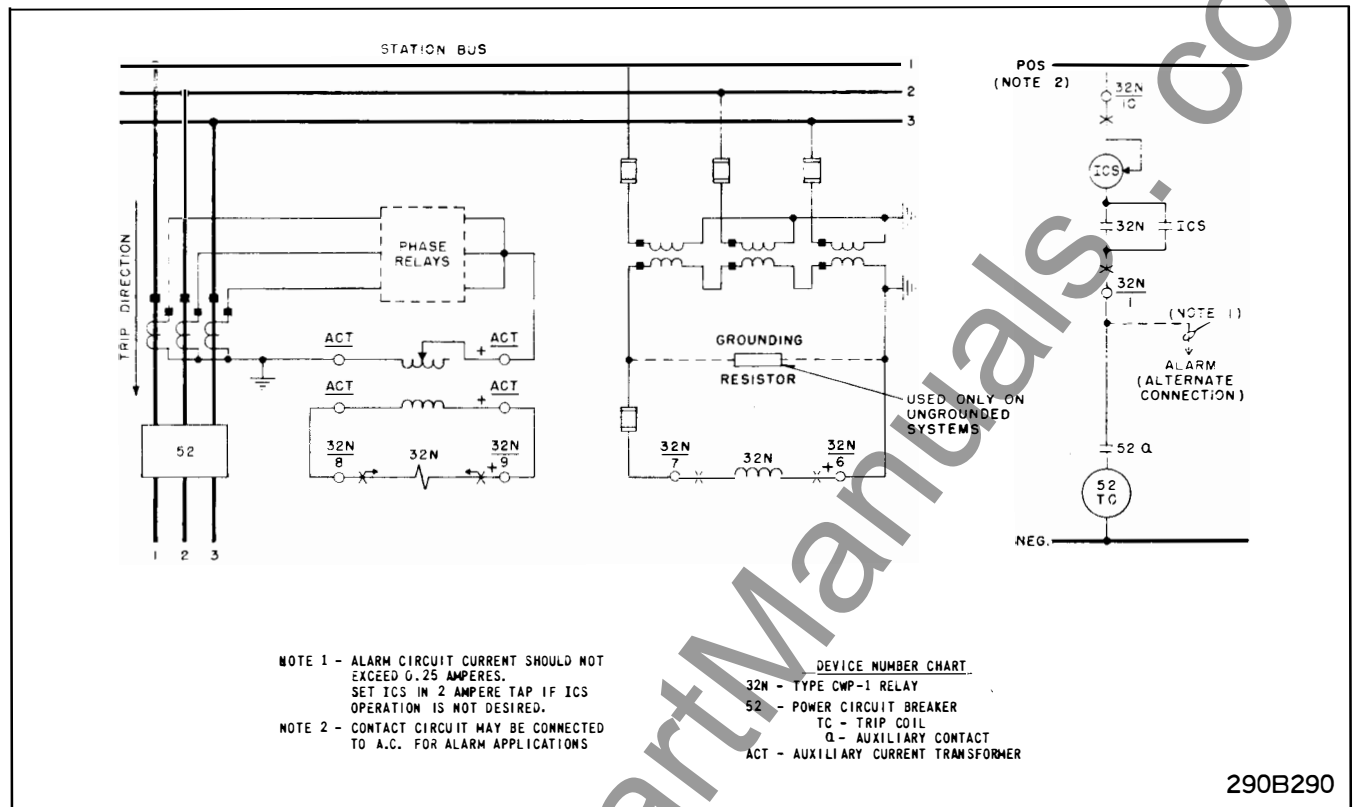 STATION BUS
1
2
3
TRIP DIRECTION
PHASE
RELAYS
ACT
+ ACT
ACT
+ ACT
52
32N
8
32N
32N
+ 9
1 2 3
GROUNDING
RESISTOR
USED ONLY ON
UNGROUNDED
SYSTEMS
32N
7
32N
32N
+ 6
POS
(NOTE 2)
32N
10
ICS
32N
ICS
32N
1
(NOTE 1)
ALARM
(ALTERNATE
CONNECTION)
52 a
52
TC
NEG.
NOTE 1 - ALARM CIRCUIT CURRENT SHOULD NOT
EXCEED 0.25 AMPERES.
SET ICS IN 2 AMPERE TAP IF ICS
OPERATION IS NOT DESIRED.
NOTE 2 - CONTACT CIRCUIT MAY BE CONNECTED
TO A.C. FOR ALARM APPLICATIONS
DEVICE NUMBER CHART
32N - TYPE CWP-1 RELAY
52 - POWER CIRCUIT BREAKER
TC - TRIP COIL
a - AUXILIARY CONTACT
ACT - AUXILIARY CURRENT TRANSFORMER
290B290
artManuals.co